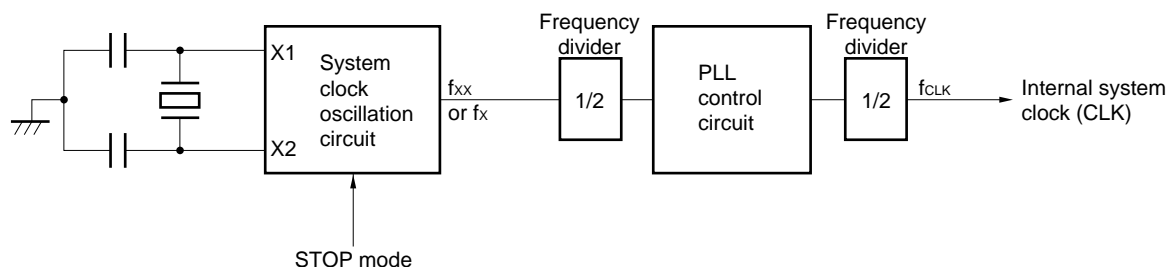 Frequency
divider
Frequency
divider
X1
System
clock
oscillation
circuit
X2
fXX
or fX
1/2
PLL
control
circuit
1/2
fCLK
Internal system
clock (CLK)
STOP mode